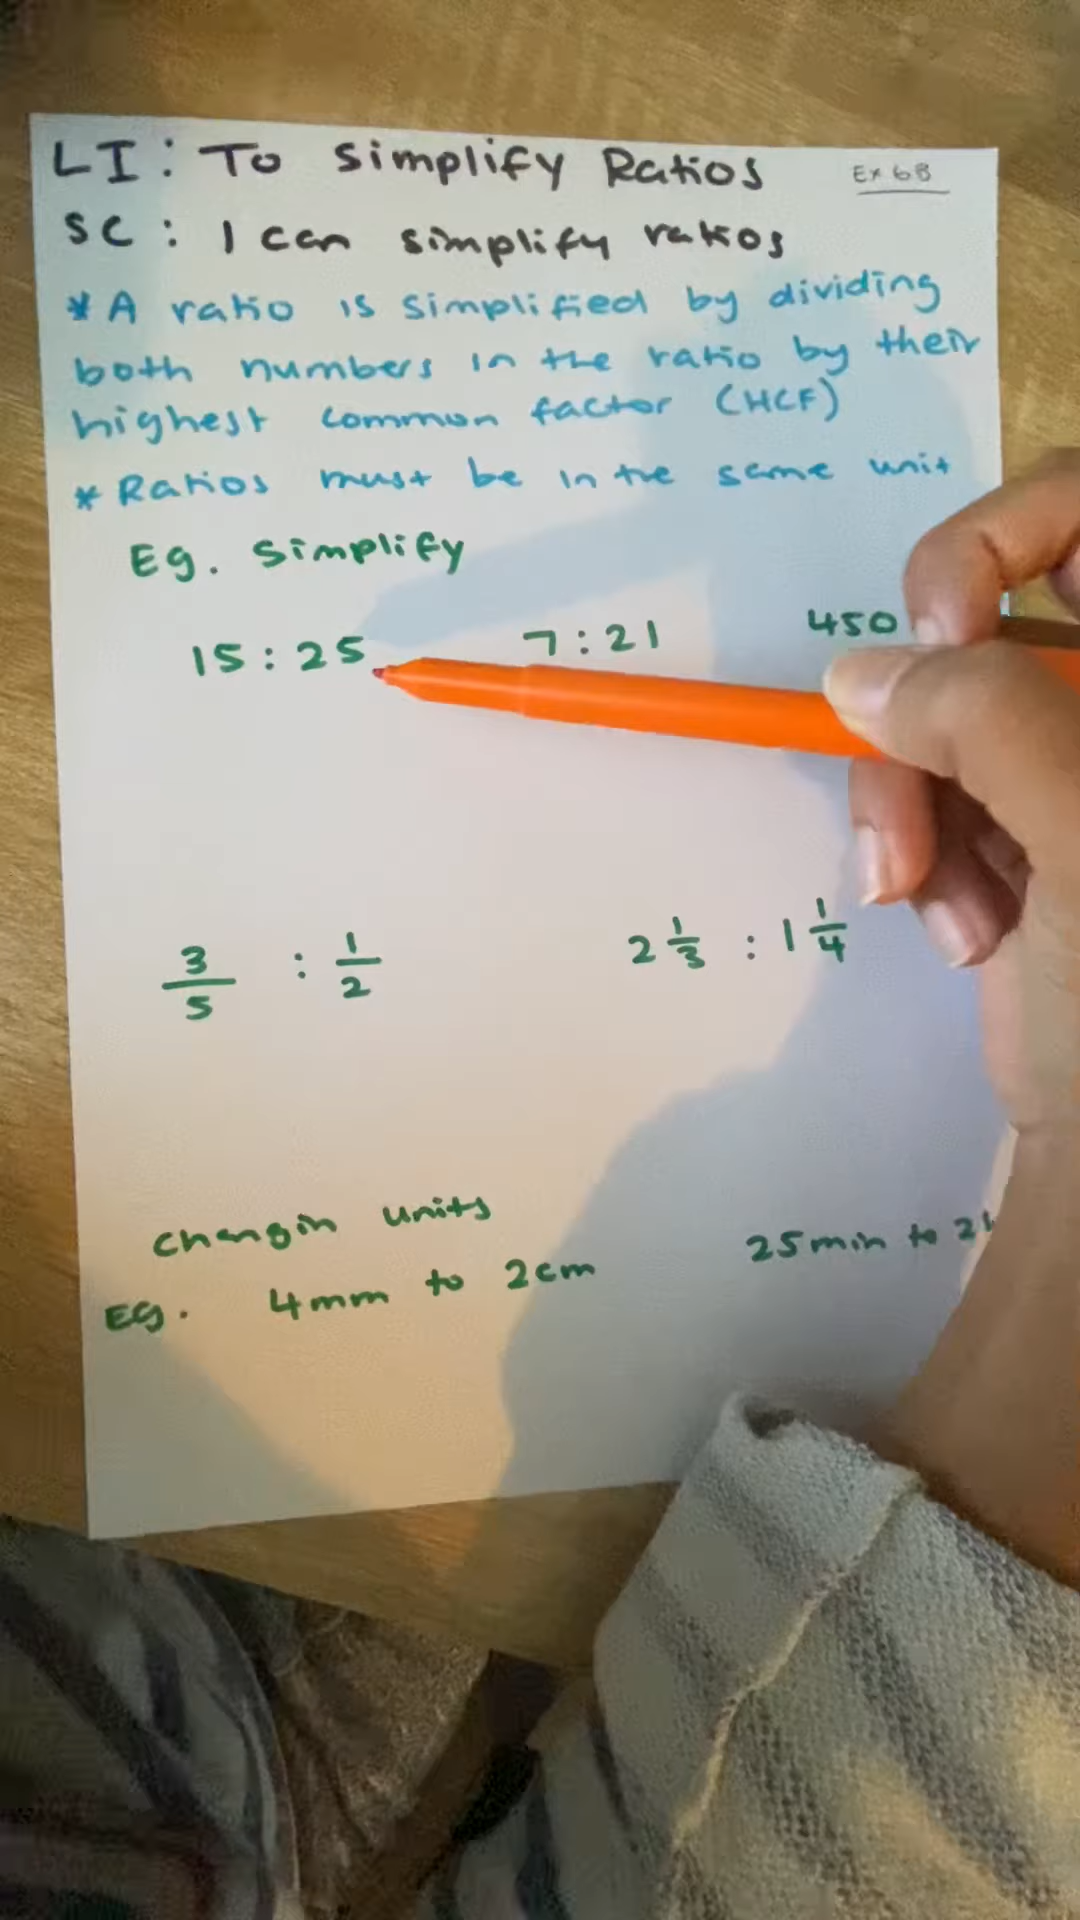 LI: To simplify Ratios
Ex 6B
SC: I can simplify ratios
* A ratio is simplified by dividing
both numbers in the ratio by their
highest common factor (HCF)
* Ratios must be in the same unit
Eg. Simplify
15:25 7:21 450
3/5 : 1/2 2 1/3 : 1 1/4
Changin units
EG. 4mm to 2cm 25min to 2